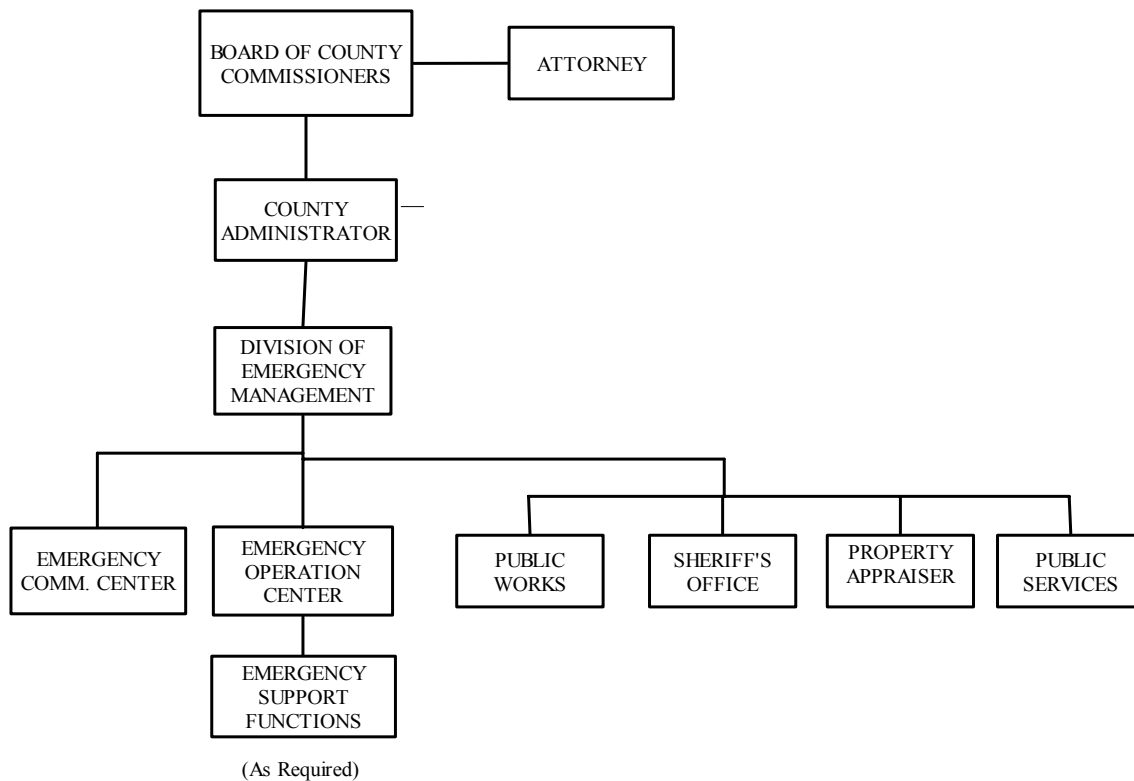 BOARD OF COUNTY
COMMISSIONERS
ATTORNEY
COUNTY
ADMINISTRATOR
DIVISION OF
EMERGENCY
MANAGEMENT
EMERGENCY
COMM. CENTER
EMERGENCY
OPERATION
CENTER
PUBLIC
WORKS
SHERIFF'S
OFFICE
PROPERTY
APPRAISER
PUBLIC
SERVICES
EMERGENCY
SUPPORT
FUNCTIONS
(As Required)